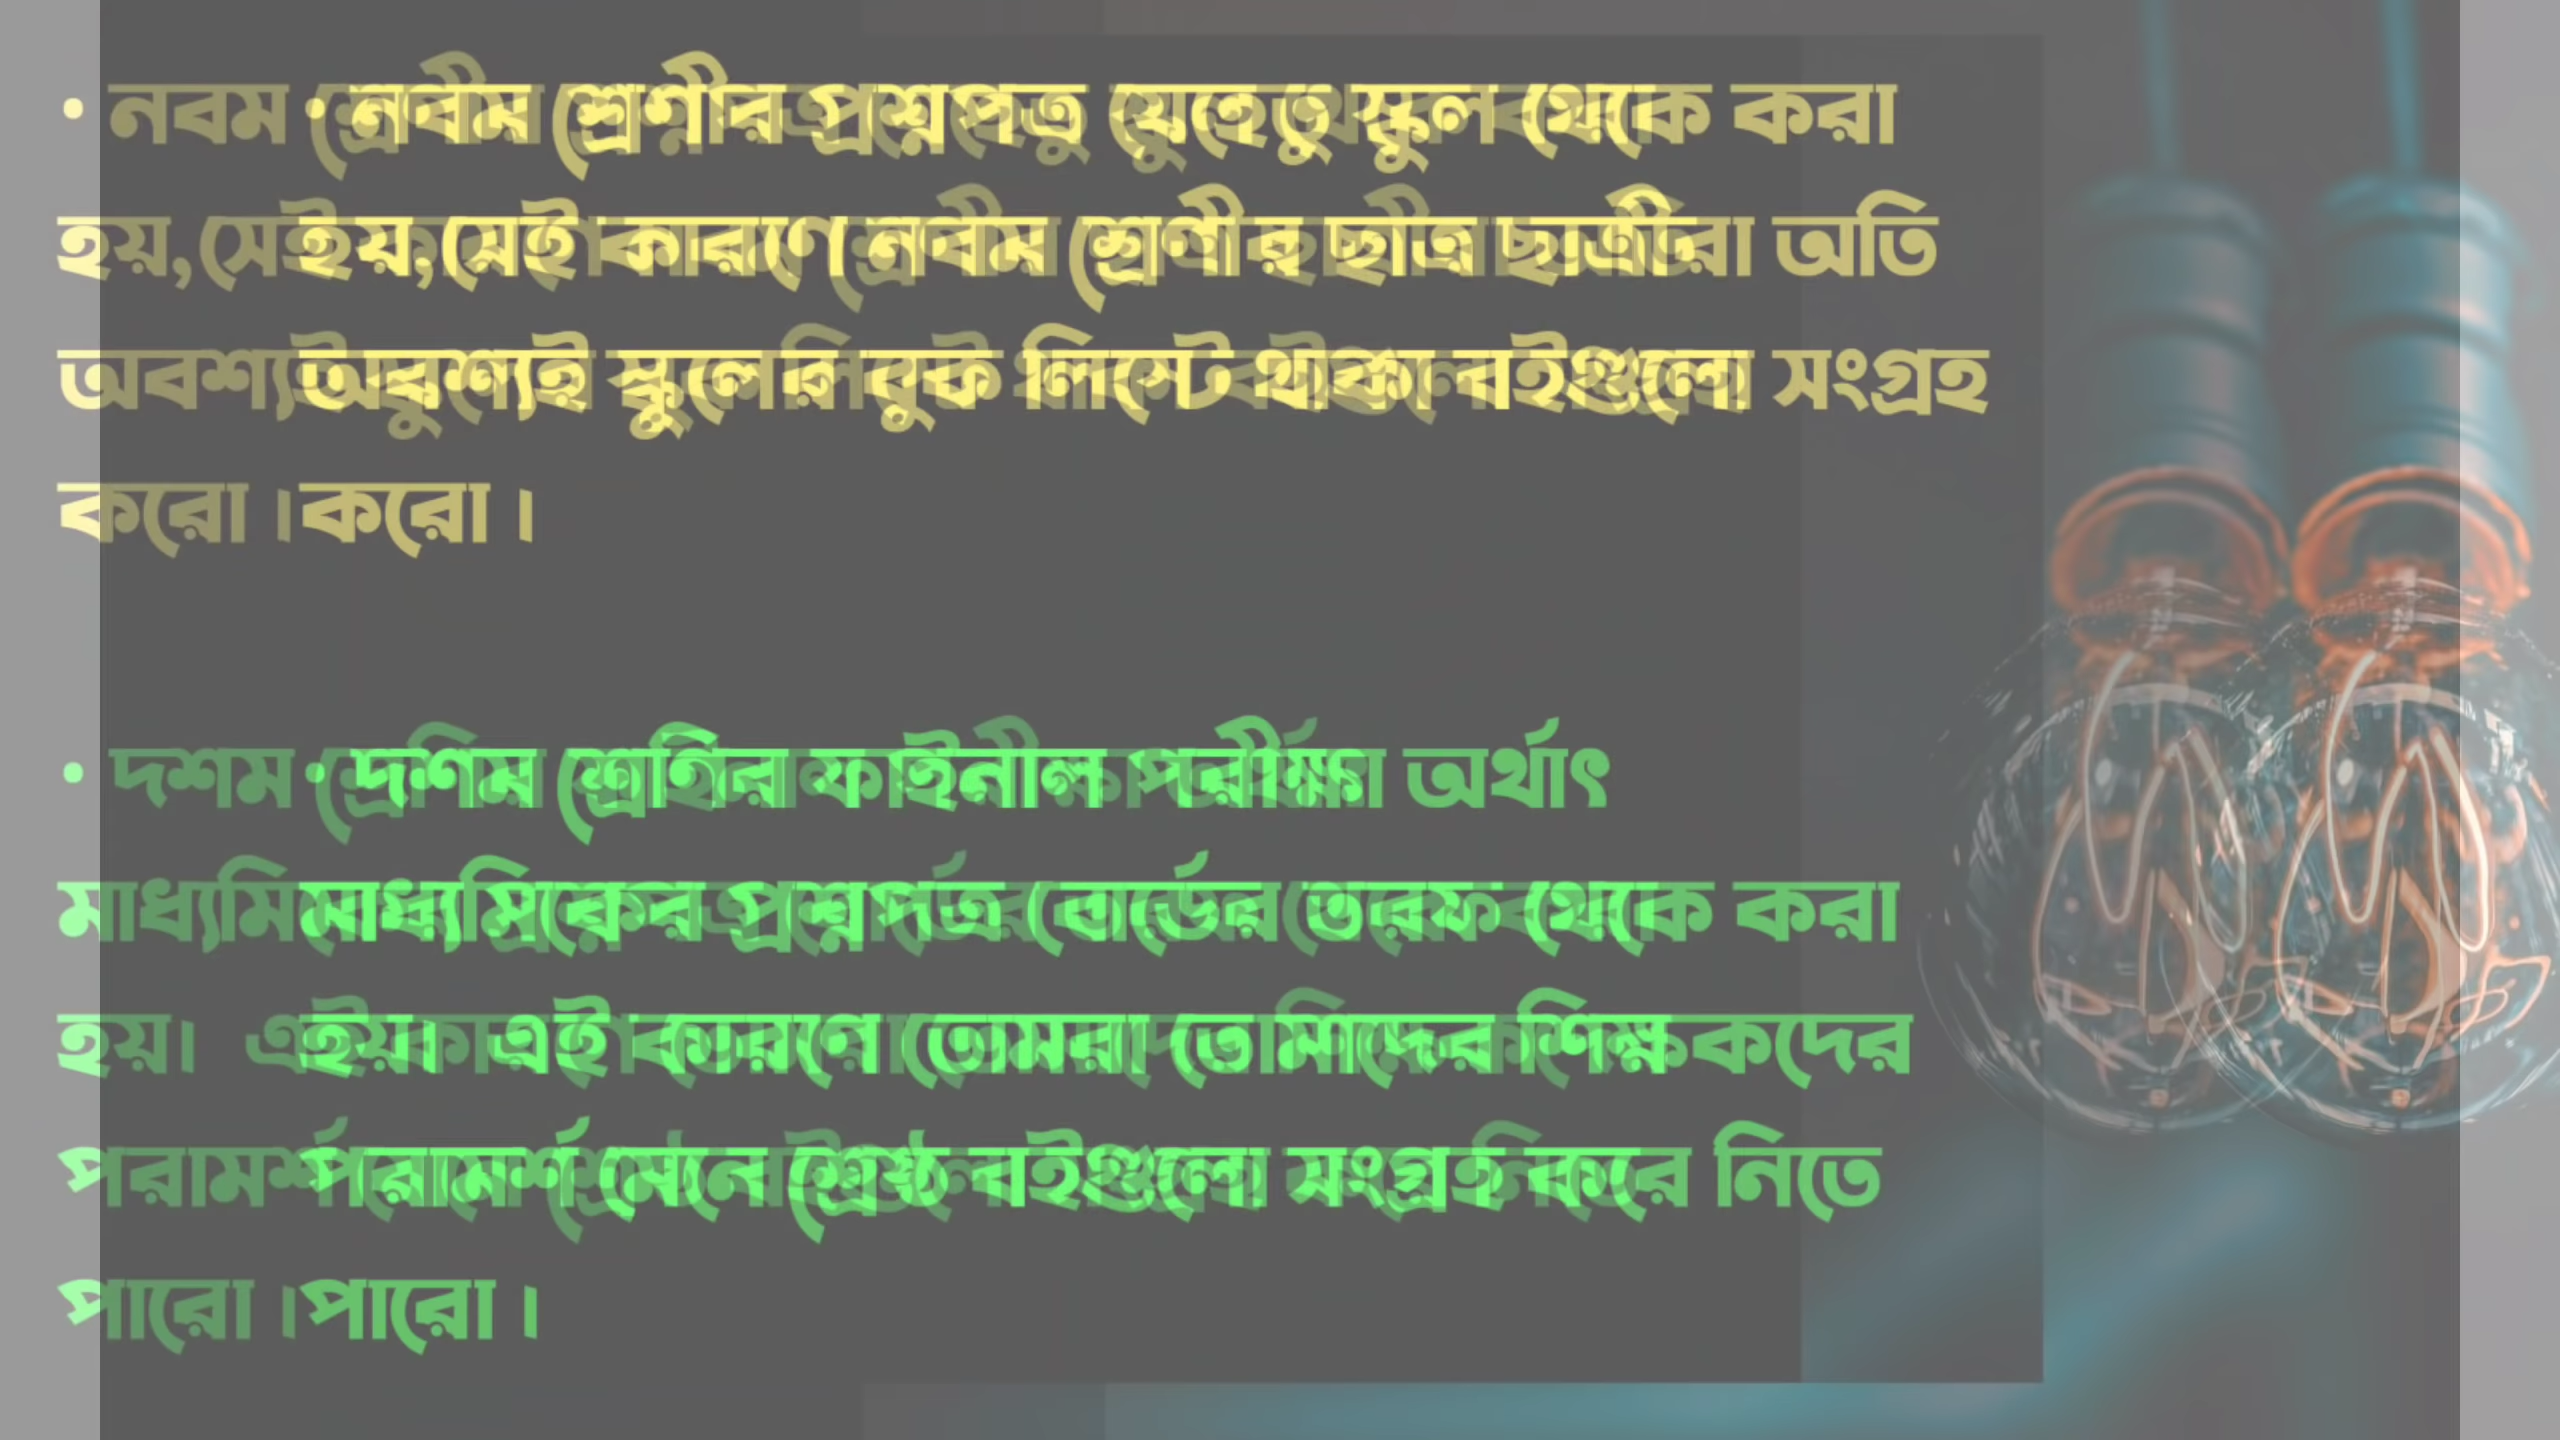 • নবম শ্রেণীর প্রশ্নপত্র যেহেতু স্কুল থেকে করা
হয়,সেই কারণে নবম শ্রেণীর ছাত্র ছাত্রীরা অতি
অবশ্যই স্কুলের বুক লিস্টে থাকা বইগুলো সংগ্রহ
করো ।
• দশম শ্রেণির ফাইনাল পরীক্ষা অর্থাৎ
মাধ্যমিকের প্রশ্নপত্র বোর্ডের তরফ থেকে করা
হয়। এই কারণে তোমরা তোমাদের শিক্ষকদের
পরামর্শ মেনে শ্রেষ্ঠ বইগুলো সংগ্রহ করে নিতে
পারো ।